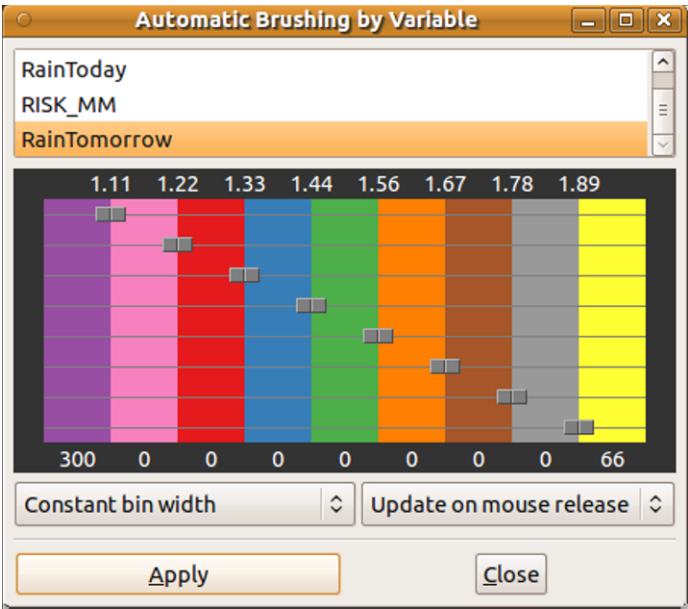 Automatic Brushing by Variable
RainToday
RISK_MM
RainTomorrow
1.11 1.22 1.33 1.44 1.56 1.67 1.78 1.89
300 0 0 0 0 0 0 0 66
Constant bin width Update on mouse release
Apply Close